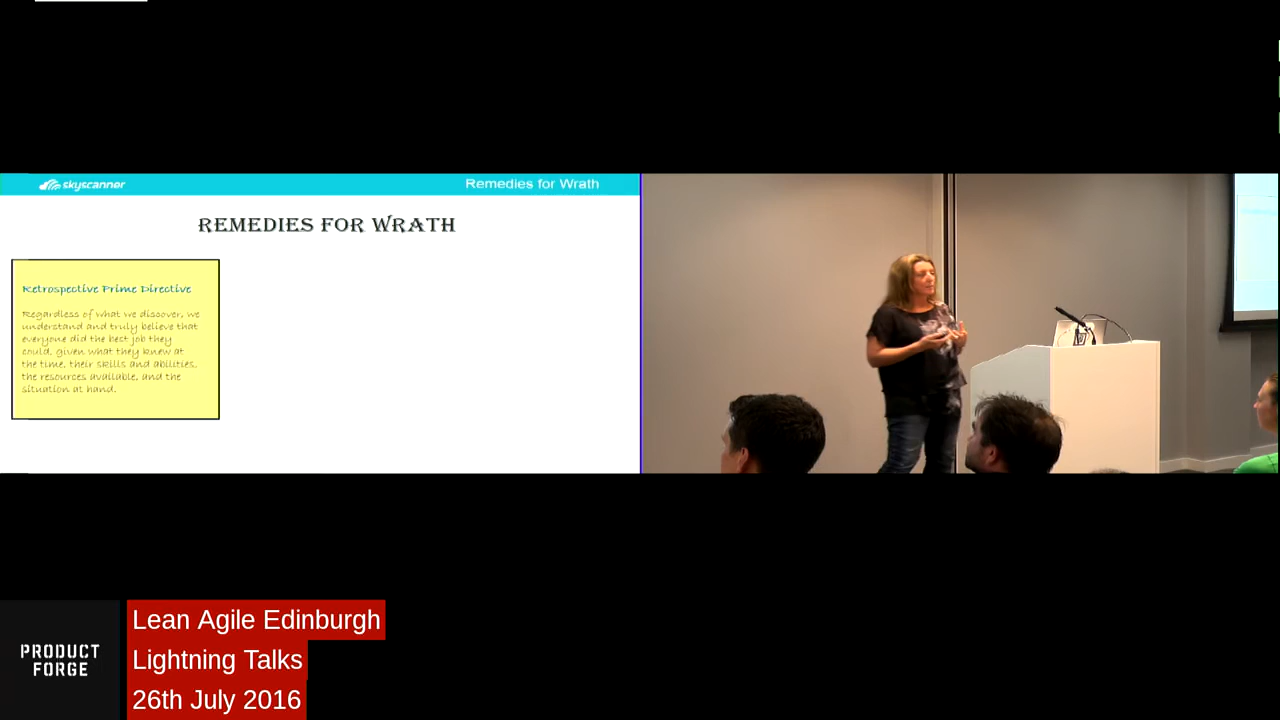 skyscanner
Remedies for Wrath
REMEDIES FOR WRATH
Retrospective Prime Directive
Regardless of what we discover, we
understand and truly believe that
everyone did the best job they
could, given what they knew at
the time, their skills and abilities,
the resources available, and the
situation at hand.
PRODUCT
FORGE
Lean Agile Edinburgh
Lightning Talks
26th July 2016